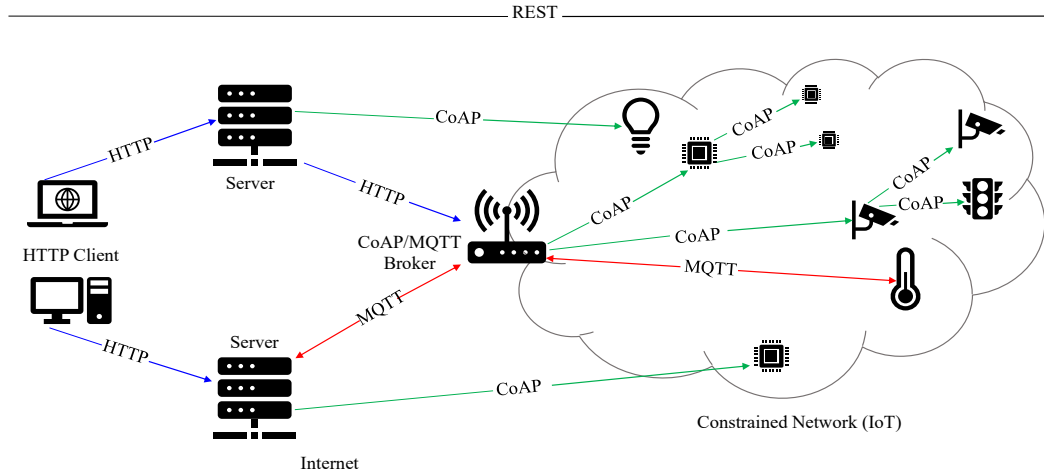 REST
CoAP
CoAP
CoAP
HTTP
CoAP
Server
HTTP
CoAP
CoAP
CoAP
HTTP Client
CoAP/MQTT
Broker
CoAP
MQTT
MQTT
HTTP
Server
CoAP
Constrained Network (IoT)
Internet